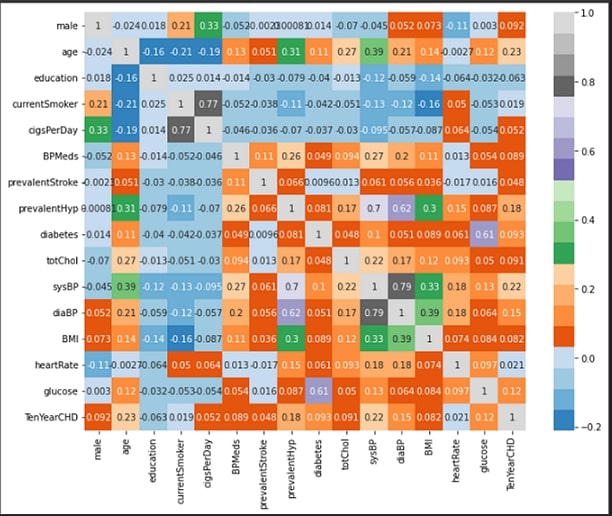 male 1 -0.024 0.018 0.21 0.33 -0.052 -0.0023 0.00081 0.014 -0.07 -0.045 0.052 0.073 -0.11 0.003 0.092
age -0.024 1 -0.16 -0.21 -0.19 0.13 0.051 0.31 0.11 0.27 0.39 0.21 0.14 -0.0027 0.12 0.23
education 0.018 -0.16 1 0.025 0.014 -0.014 -0.03 -0.079 -0.04 -0.013 -0.12 -0.059 -0.14 -0.064 -0.032 -0.063
currentSmoker 0.21 -0.21 0.025 1 0.77 -0.052 -0.038 -0.11 -0.042 -0.051 -0.13 -0.12 -0.16 0.05 -0.053 0.019
cigsPerDay 0.33 -0.19 0.014 0.77 1 -0.046 -0.036 -0.07 -0.037 -0.03 -0.095 -0.057 -0.087 0.064 -0.054 0.052
BPMeds -0.052 0.13 -0.014 -0.052 -0.046 1 0.11 0.26 0.049 0.094 0.27 0.2 0.11 0.013 0.054 0.089
prevalentStroke -0.0023 0.051 -0.03 -0.038 -0.036 0.11 1 0.066 0.0096 0.013 0.061 0.056 0.036 -0.017 0.016 0.048
prevalentHyp 0.00081 0.31 -0.079 -0.11 -0.07 0.26 0.066 1 0.081 0.17 0.7 0.62 0.3 0.15 0.087 0.18
diabetes 0.014 0.11 -0.04 -0.042 -0.037 0.049 0.0096 0.081 1 0.048 0.1 0.051 0.089 0.061 0.61 0.093
totChol -0.07 0.27 -0.013 -0.051 -0.03 0.094 0.013 0.17 0.048 1 0.22 0.17 0.12 0.093 0.05 0.091
sysBP -0.045 0.39 -0.12 -0.13 -0.095 0.27 0.061 0.7 0.1 0.22 1 0.79 0.33 0.18 0.13 0.22
diaBP 0.052 0.21 -0.059 -0.12 -0.057 0.2 0.056 0.62 0.051 0.17 0.79 1 0.39 0.18 0.064 0.15
BMI 0.073 0.14 -0.14 -0.16 -0.087 0.11 0.036 0.3 0.089 0.12 0.33 0.39 1 0.074 0.084 0.082
heartRate -0.11 -0.0027 -0.064 0.05 0.064 0.013 -0.017 0.15 0.061 0.093 0.18 0.18 0.074 1 0.097 0.021
glucose 0.003 0.12 -0.032 -0.053 -0.054 0.054 0.016 0.087 0.61 0.05 0.13 0.064 0.084 0.097 1 0.12
TenYearCHD 0.092 0.23 -0.063 0.019 0.052 0.089 0.048 0.18 0.093 0.091 0.22 0.15 0.082 0.021 0.12 1
male age education currentSmoker cigsPerDay BPMeds prevalentStroke prevalentHyp diabetes totChol sysBP diaBP BMI heartRate glucose TenYearCHD
1.0
0.8
0.6
0.4
0.2
0.0
−0.2